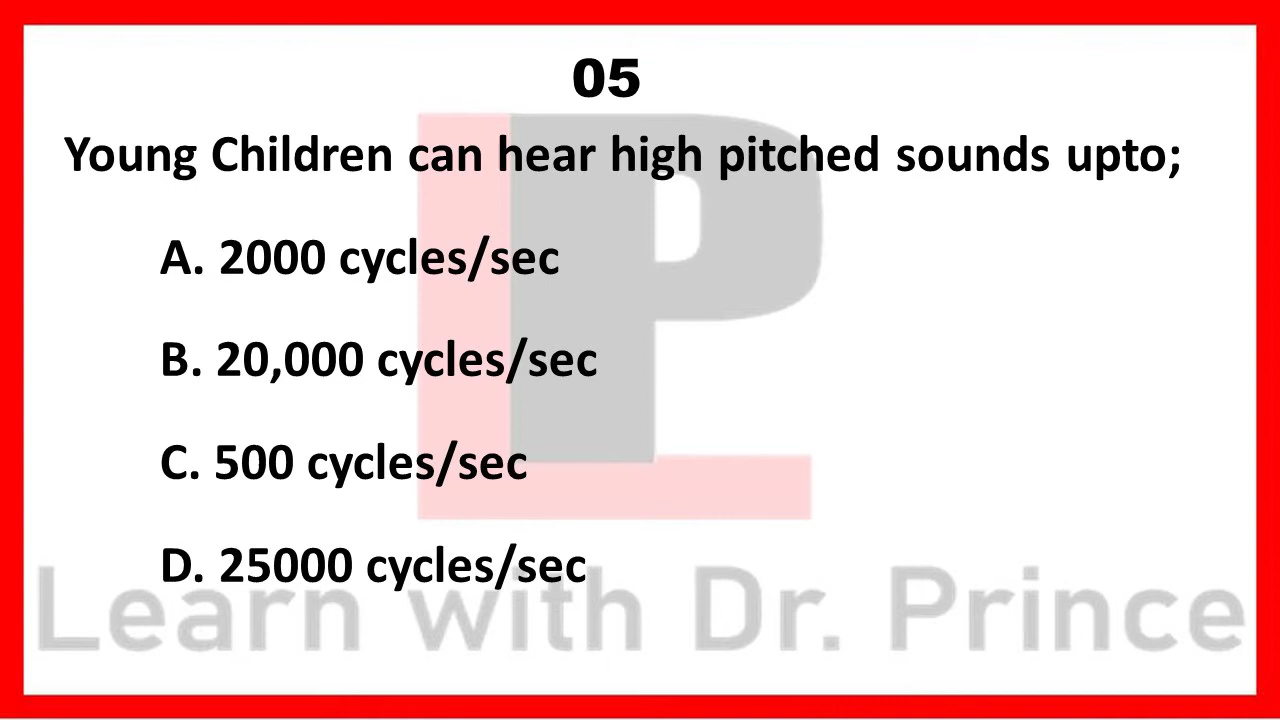 05
Young Children can hear high pitched sounds upto;
A. 2000 cycles/sec
B. 20,000 cycles/sec
C. 500 cycles/sec
D. 25000 cycles/sec
LP
Learn with Dr. Prince